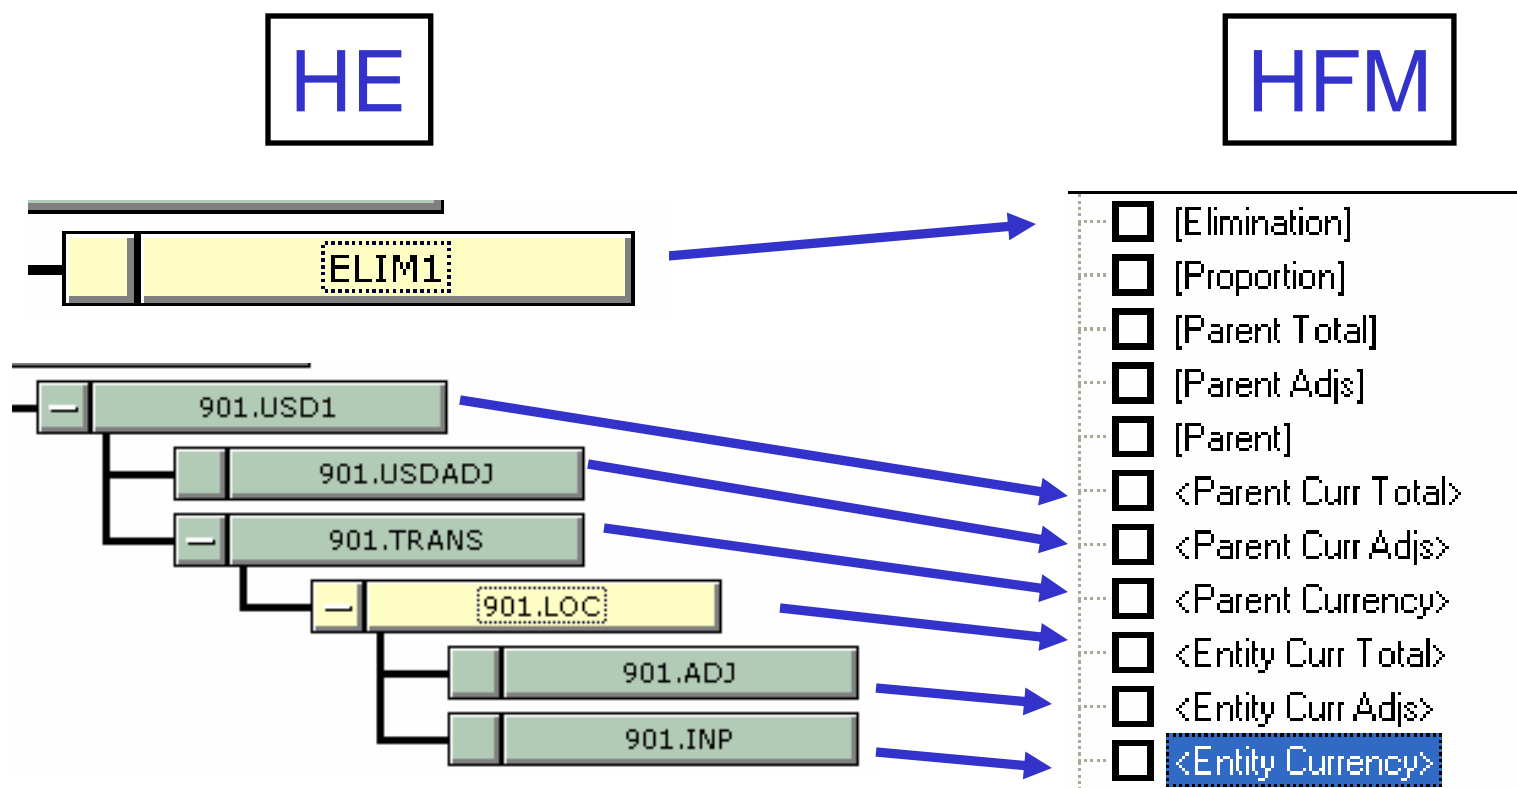 HE
HFM
ELIM1
901.USD1
901.USDADJ
901.TRANS
901.LOC
901.ADJ
901.INP
[Elimination]
[Proportion]
[Parent Total]
[Parent Adjs]
[Parent]
<Parent Curr Total>
<Parent Curr Adjs>
<Parent Currency>
<Entity Curr Total>
<Entity Curr Adjs>
<Entity Currency>